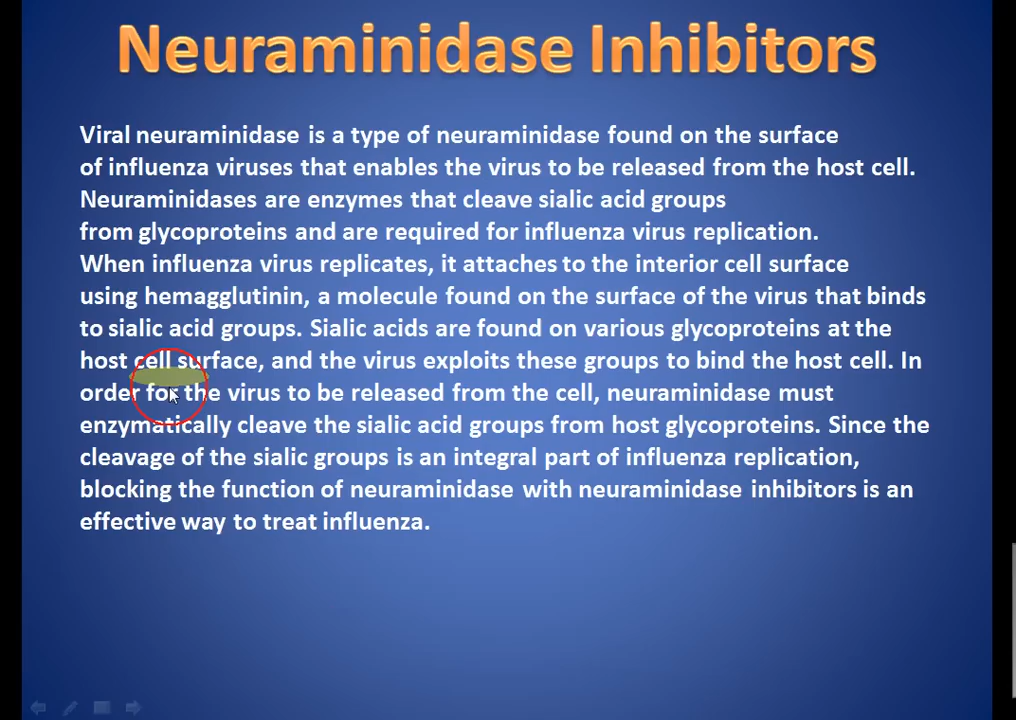 Neuraminidase Inhibitors
Viral neuraminidase is a type of neuraminidase found on the surface
of influenza viruses that enables the virus to be released from the host cell.
Neuraminidases are enzymes that cleave sialic acid groups
from glycoproteins and are required for influenza virus replication.
When influenza virus replicates, it attaches to the interior cell surface
using hemagglutinin, a molecule found on the surface of the virus that binds
to sialic acid groups. Sialic acids are found on various glycoproteins at the
host cell surface, and the virus exploits these groups to bind the host cell. In
order for the virus to be released from the cell, neuraminidase must
enzymatically cleave the sialic acid groups from host glycoproteins. Since the
cleavage of the sialic groups is an integral part of influenza replication,
blocking the function of neuraminidase with neuraminidase inhibitors is an
effective way to treat influenza.